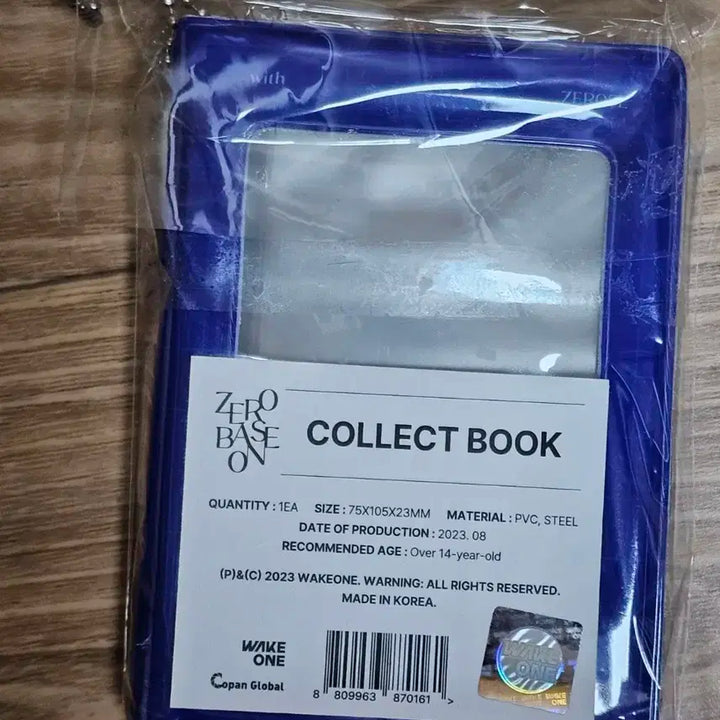 with
ZERO
BASE
ON
COLLECT BOOK
QUANTITY : 1EA SIZE : 75X105X23MM MATERIAL : PVC, STEEL
DATE OF PRODUCTION : 2023. 08
RECOMMENDED AGE : Over 14-year-old
(P)&(C) 2023 WAKEONE. WARNING: ALL RIGHTS RESERVED.
MADE IN KOREA.
WAKE
ONE
Copan Global
8 809963 870161 >
WAKE
ONE
WAKE
ONE